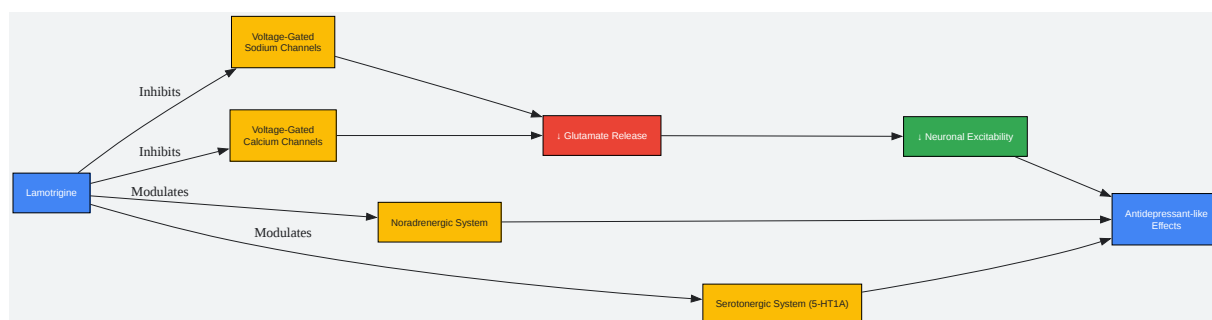 Voltage-Gated
Sodium Channels
Inhibits
Voltage-Gated
Calcium Channels
↓ Glutamate Release
↓ Neuronal Excitability
Inhibits
Lamotrigine
Modulates
Noradrenergic System
Antidepressant-like
Effects
Modulates
Serotonergic System (5-HT1A)